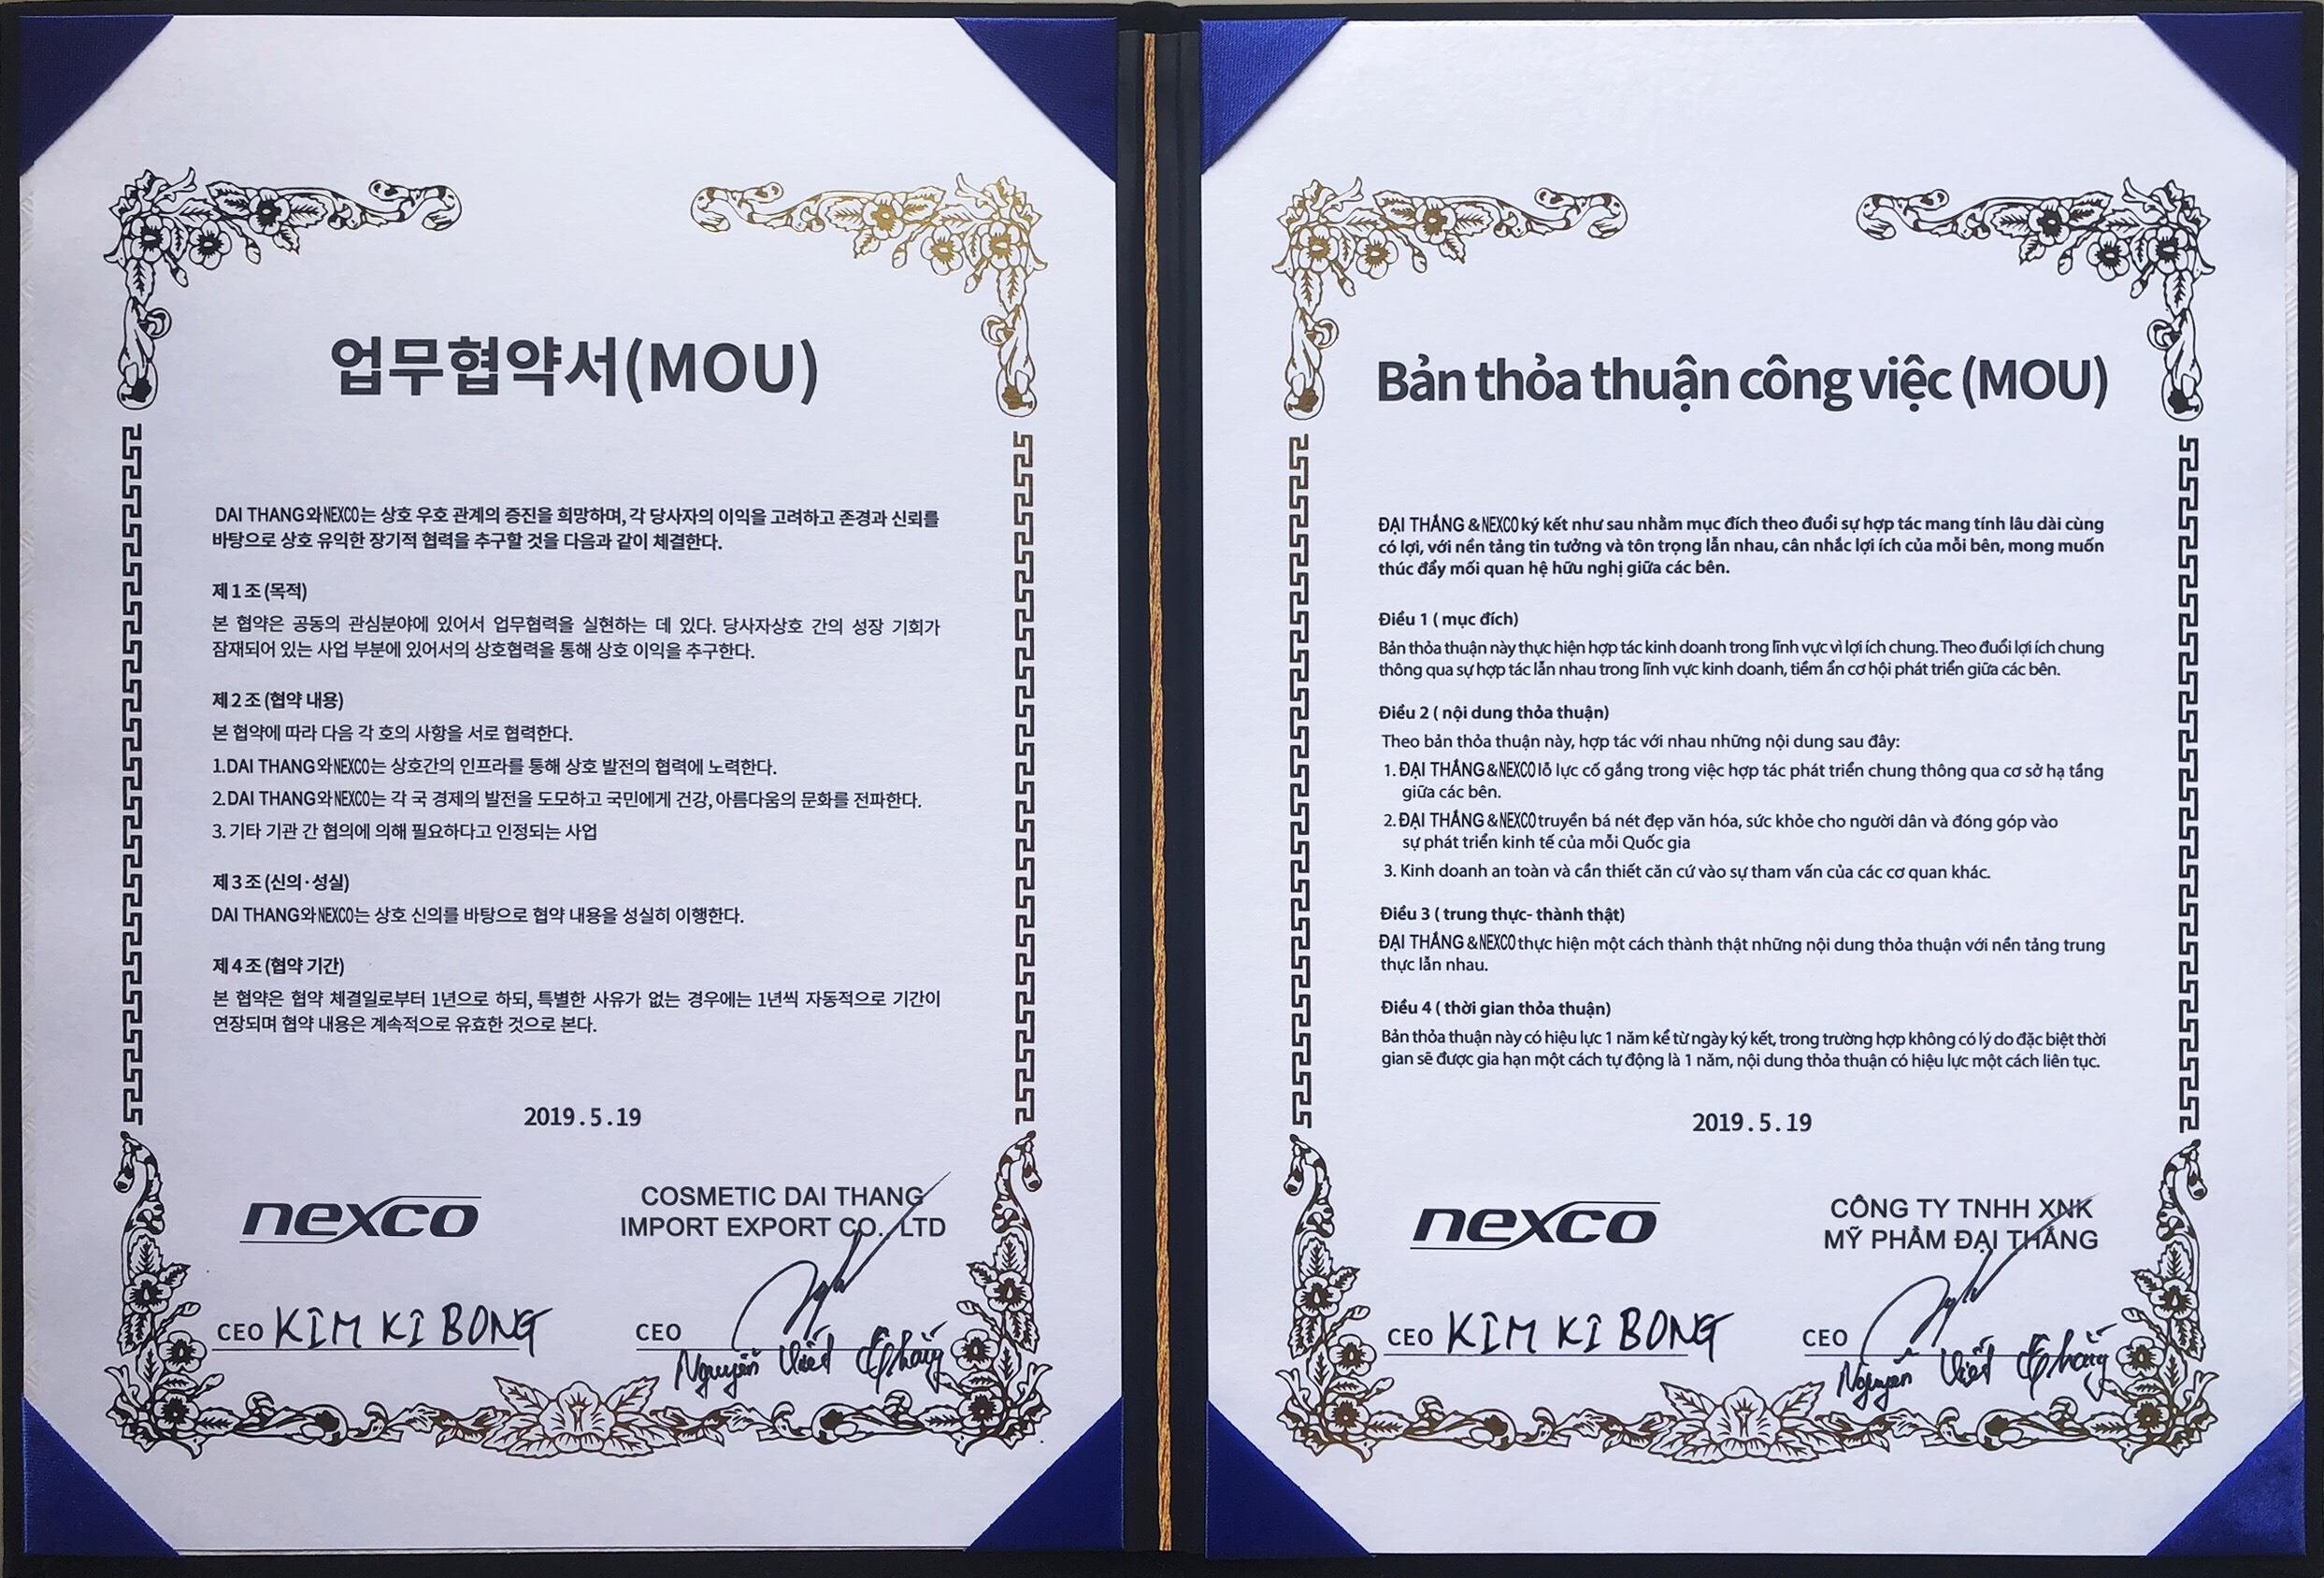 업무협약서(MOU)
DAI THANG와NEXCO는 상호 우호 관계의 증진을 희망하며, 각 당사자의 이익을 고려하고 존경과 신뢰를
바탕으로 상호 유익한 장기적 협력을 추구할 것을 다음과 같이 체결한다.
제 1 조 (목적)
본 협약은 공동의 관심분야에 있어서 업무협력을 실현하는 데 있다. 당사자상호 간의 성장 기회가
잠재되어 있는 사업 부분에 있어서의 상호협력을 통해 상호 이익을 추구한다.
제 2 조 (협약 내용)
본 협약에 따라 다음 각 호의 사항을 서로 협력한다.
1.DAI THANG와NEXCO는 상호간의 인프라를 통해 상호 발전의 협력에 노력한다.
2.DAI THANG와NEXCO는 각 국 경제의 발전을 도모하고 국민에게 건강, 아름다움의 문화를 전파한다.
3. 기타 기관 간 협의에 의해 필요하다고 인정되는 사업
제 3 조 (신의·성실)
DAI THANG와NEXCO는 상호 신의를 바탕으로 협약 내용을 성실히 이행한다.
제 4 조 (협약 기간)
본 협약은 협약 체결일로부터 1년으로 하되, 특별한 사유가 없는 경우에는 1년씩 자동적으로 기간이
연장되며 협약 내용은 계속적으로 유효한 것으로 본다.
2019.5.19
nexco
COSMETIC DAI THANG
IMPORT EXPORT CO., LTD
CEO KIM KI BONG
CEO
Nguyễn Viết Thắng
Bản thỏa thuận công việc (MOU)
ĐẠI THẮNG & NEXCO ký kết như sau nhằm mục đích theo đuổi sự hợp tác mang tính lâu dài cùng
có lợi, với nền tảng tin tưởng và tôn trọng lẫn nhau, cân nhắc lợi ích của mỗi bên, mong muốn
thúc đẩy mối quan hệ hữu nghị giữa các bên.
Điều 1 ( mục đích)
Bản thỏa thuận này thực hiện hợp tác kinh doanh trong lĩnh vực vì lợi ích chung. Theo đuổi lợi ích chung
thông qua sự hợp tác lẫn nhau trong lĩnh vực kinh doanh, tiềm ẩn cơ hội phát triển giữa các bên.
Điều 2 ( nội dung thỏa thuận)
Theo bản thỏa thuận này, hợp tác với nhau những nội dung sau đây:
1. ĐẠI THẮNG & NEXCO lỗ lực cố gắng trong việc hợp tác phát triển chung thông qua cơ sở hạ tầng
giữa các bên.
2. ĐẠI THẮNG & NEXCO truyền bá nét đẹp văn hóa, sức khỏe cho người dân và đóng góp vào
sự phát triển kinh tế của mỗi Quốc gia
3. Kinh doanh an toàn và cần thiết căn cứ vào sự tham vấn của các cơ quan khác.
Điều 3 ( trung thực- thành thật)
ĐẠI THẮNG & NEXCO thực hiện một cách thành thật những nội dung thỏa thuận với nền tảng trung
thực lẫn nhau.
Điều 4 ( thời gian thỏa thuận)
Bản thỏa thuận này có hiệu lực 1 năm kể từ ngày ký kết, trong trường hợp không có lý do đặc biệt thời
gian sẽ được gia hạn một cách tự động là 1 năm, nội dung thỏa thuận có hiệu lực một cách liên tục.
2019.5.19
nexco
CÔNG TY TNHH XNK
MỸ PHẨM ĐẠI THẮNG
CEO KIM KI BONG
CEO
Nguyễn Viết Thắng